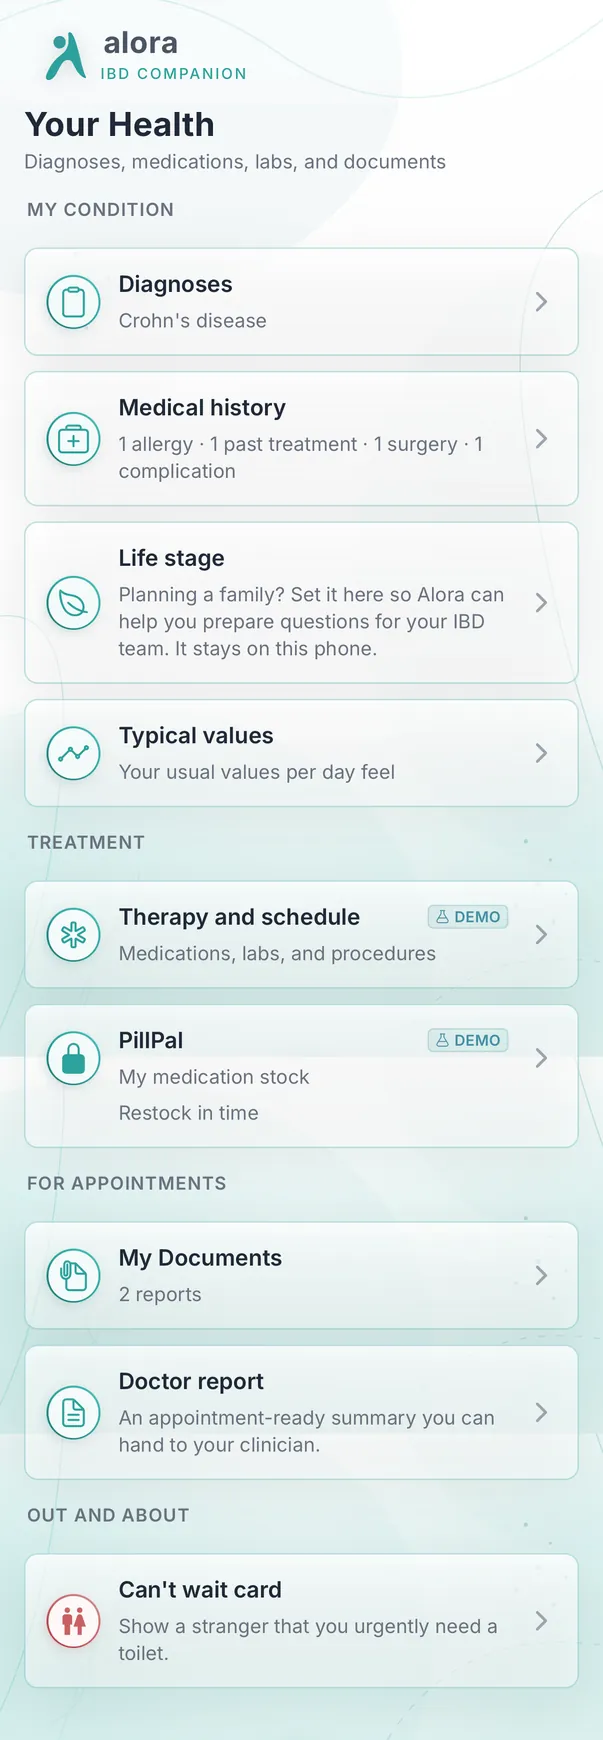 alora
IBD COMPANION
Your Health
Diagnoses, medications, labs, and documents
MY CONDITION
Diagnoses
Crohn's disease
Medical history
1 allergy · 1 past treatment · 1 surgery · 1
complication
Life stage
Planning a family? Set it here so Alora can
help you prepare questions for your IBD
team. It stays on this phone.
Typical values
Your usual values per day feel
TREATMENT
Therapy and schedule
DEMO
Medications, labs, and procedures
PillPal
DEMO
My medication stock
Restock in time
FOR APPOINTMENTS
My Documents
2 reports
Doctor report
An appointment-ready summary you can
hand to your clinician.
OUT AND ABOUT
Can't wait card
Show a stranger that you urgently need a
toilet.